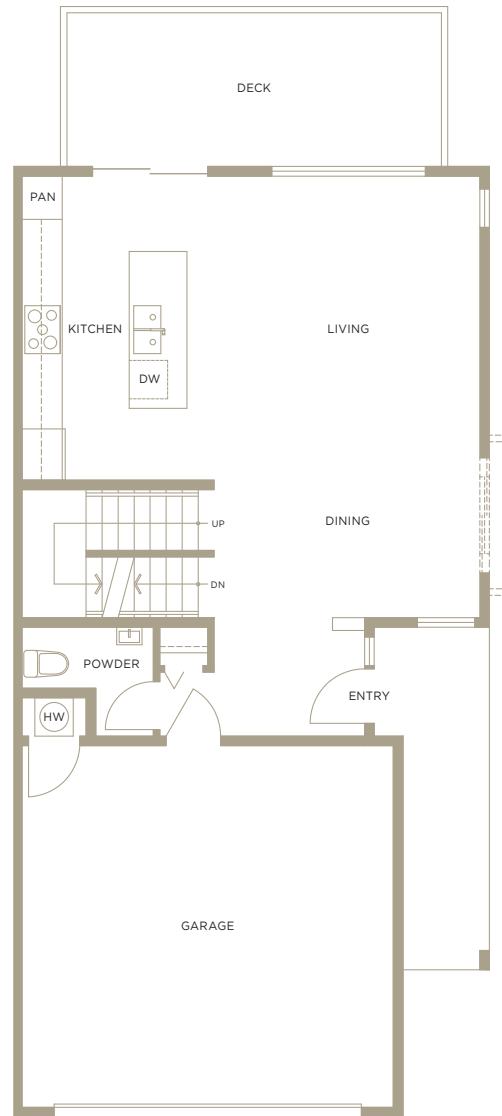 DECK
PAN
KITCHEN
LIVING
DW
UP
DINING
DN
POWDER
ENTRY
HW
GARAGE